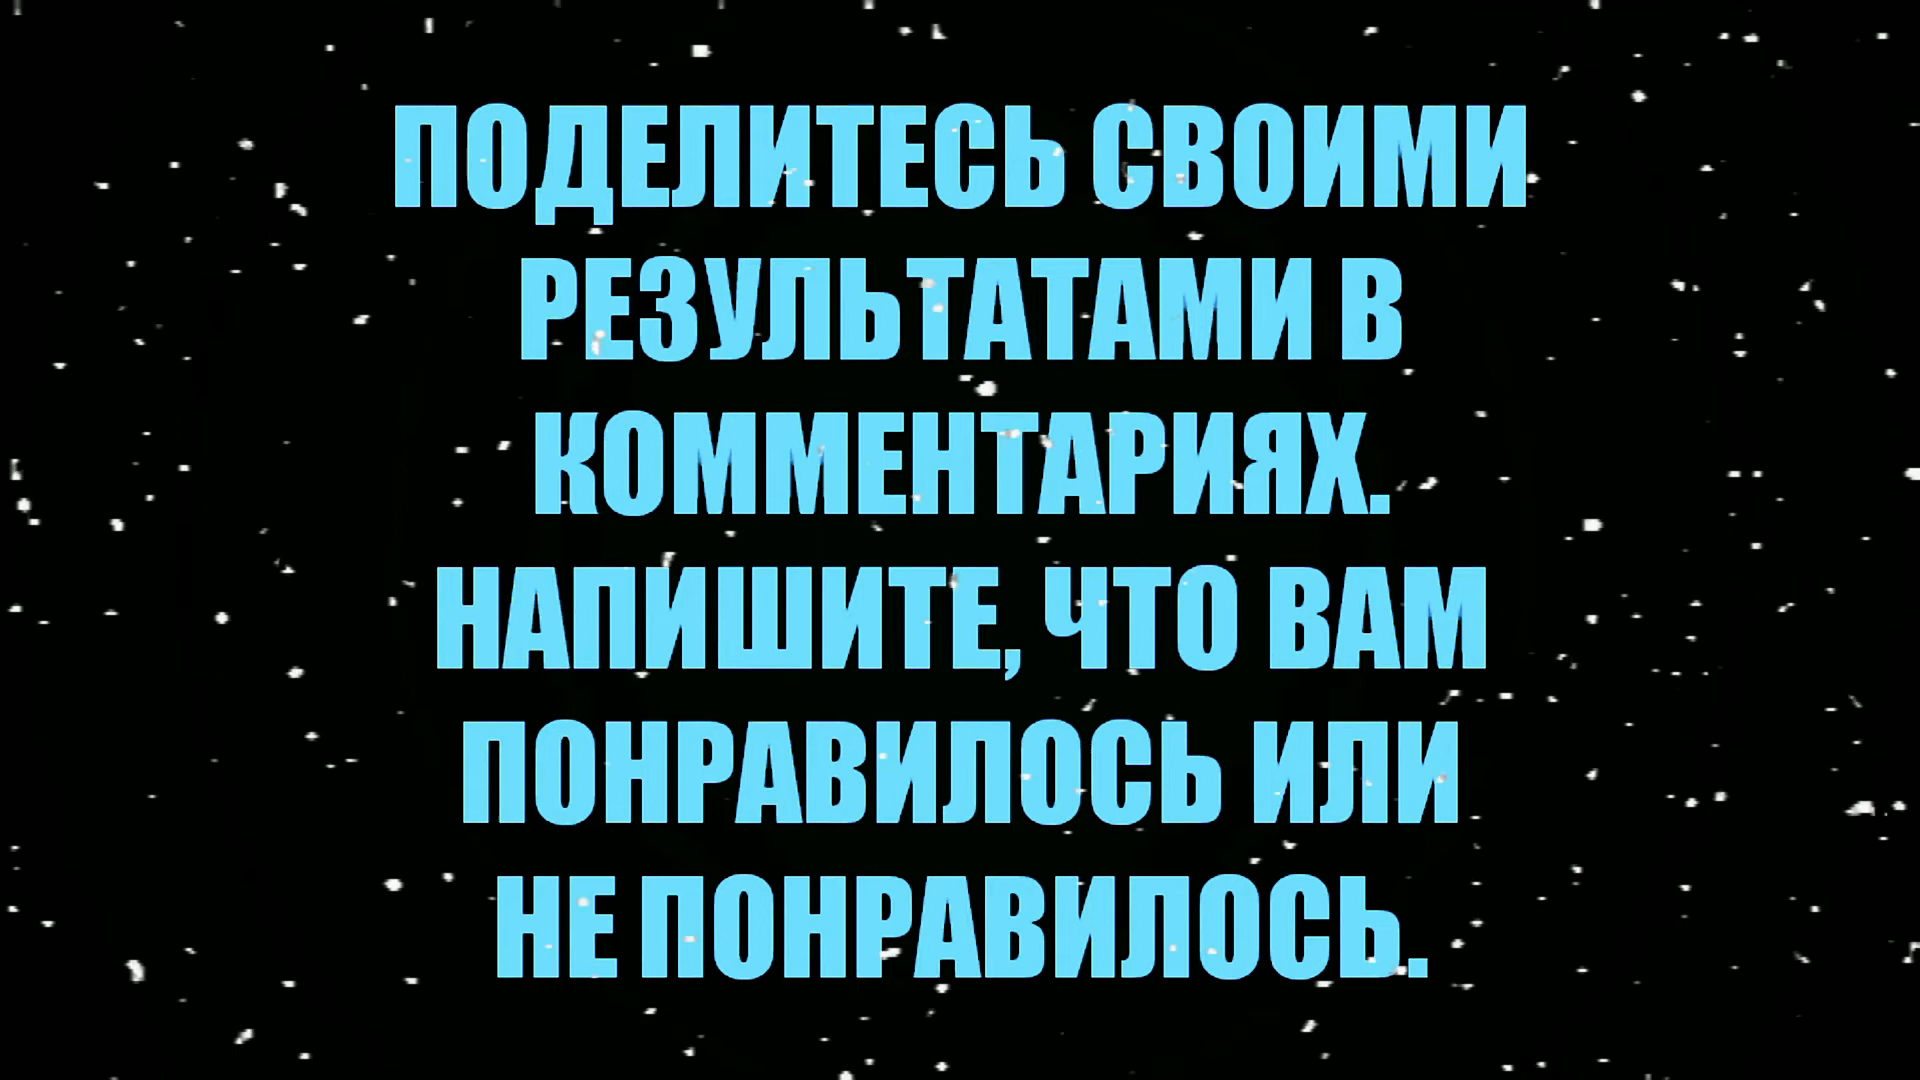 ПОДЕЛИТЕСЬ СВОИМИ
РЕЗУЛЬТАТАМИ В
КОММЕНТАРИЯХ.
НАПИШИТЕ, ЧТО ВАМ
ПОНРАВИЛОСЬ ИЛИ
НЕ ПОНРАВИЛОСЬ.